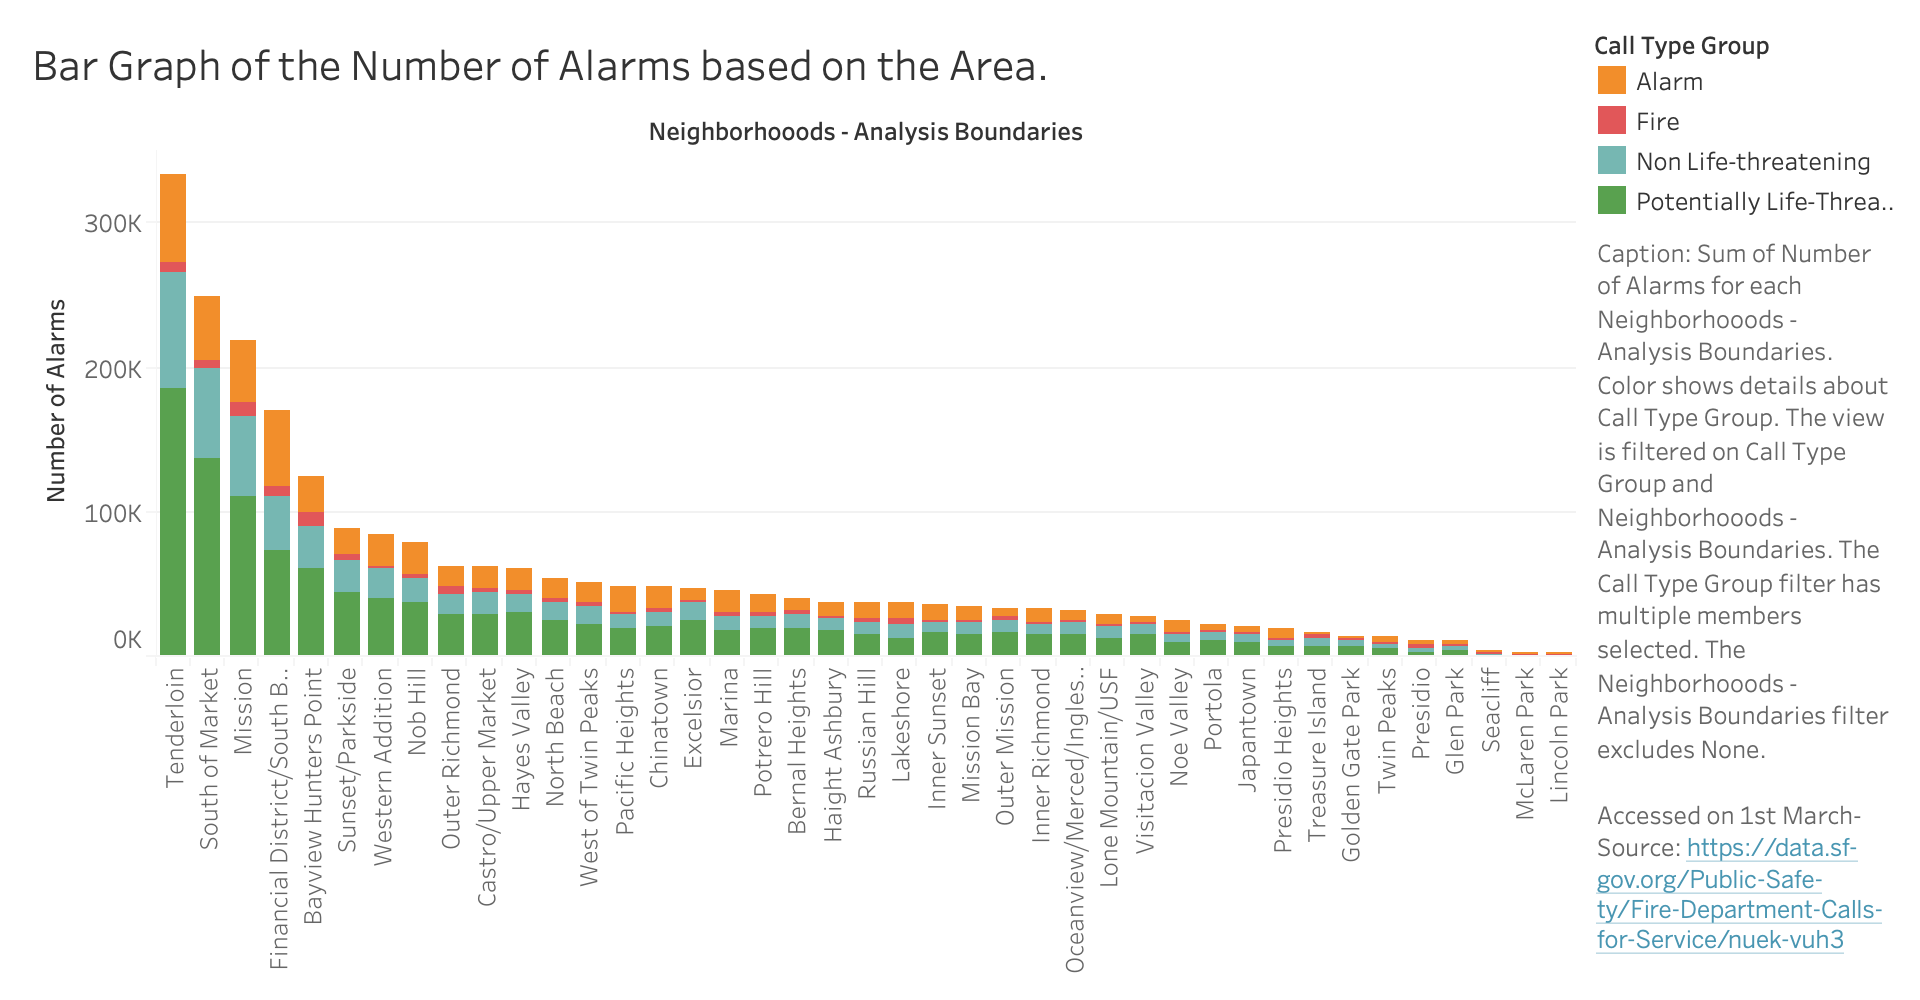 Bar Graph of the Number of Alarms based on the Area.
Neighborhooods - Analysis Boundaries
Number of Alarms
300K
200K
100K
0K
Tenderloin
South of Market
Mission
Financial District/South B..
Bayview Hunters Point
Sunset/Parkside
Western Addition
Nob Hill
Outer Richmond
Castro/Upper Market
Hayes Valley
North Beach
West of Twin Peaks
Pacific Heights
Chinatown
Excelsior
Marina
Potrero Hill
Bernal Heights
Haight Ashbury
Russian Hill
Lakeshore
Inner Sunset
Mission Bay
Outer Mission
Inner Richmond
Oceanview/Merced/Ingles..
Lone Mountain/USF
Visitacion Valley
Noe Valley
Portola
Japantown
Presidio Heights
Treasure Island
Golden Gate Park
Twin Peaks
Presidio
Glen Park
Seacliff
McLaren Park
Lincoln Park
Call Type Group
Alarm
Fire
Non Life-threatening
Potentially Life-Threa..
Caption: Sum of Number
of Alarms for each
Neighborhooods -
Analysis Boundaries.
Color shows details about
Call Type Group. The view
is filtered on Call Type
Group and
Neighborhooods -
Analysis Boundaries. The
Call Type Group filter has
multiple members
selected. The
Neighborhooods -
Analysis Boundaries filter
excludes None.
Accessed on 1st March-
Source: https://data.sf-
gov.org/Public-Safe-
ty/Fire-Department-Calls-
for-Service/nuek-vuh3